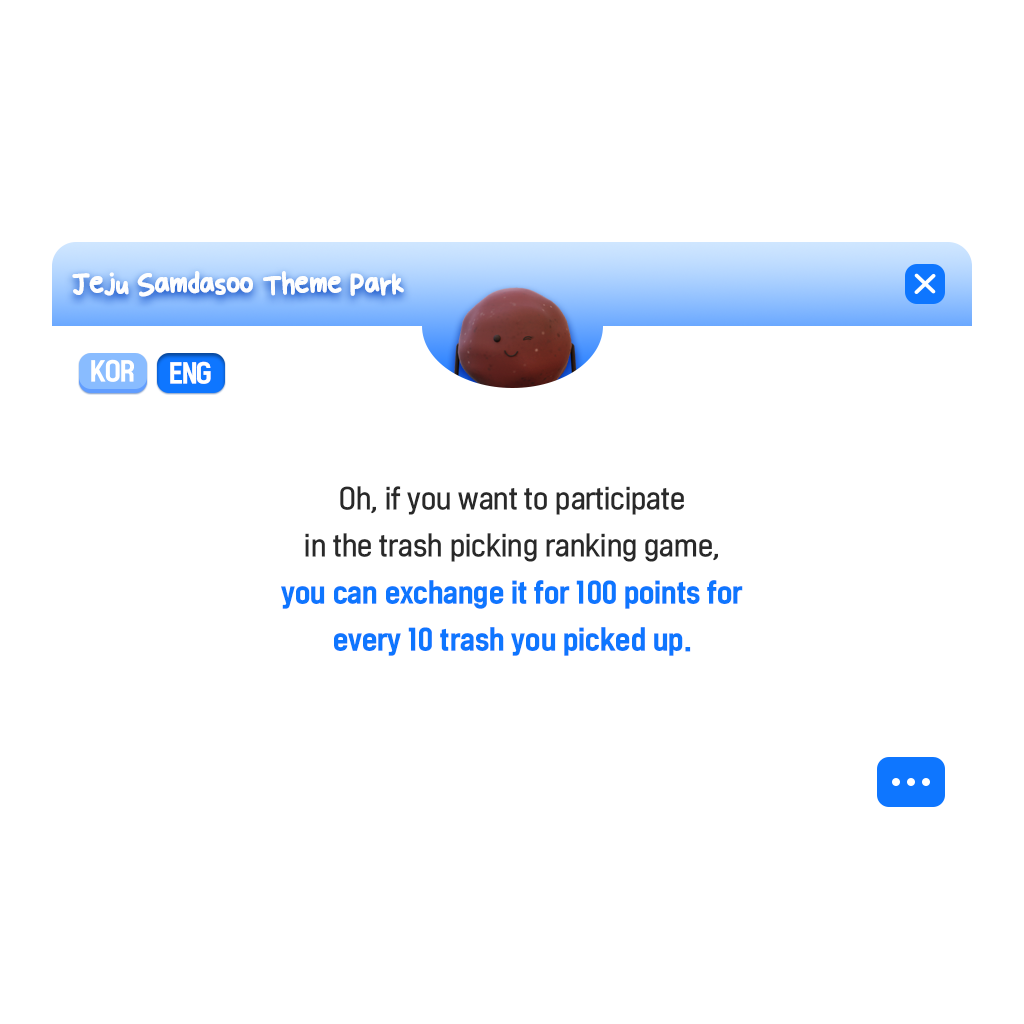 Jeju Samdasoo Theme Park
KOR ENG
Oh, if you want to participate
in the trash picking ranking game,
you can exchange it for 100 points for
every 10 trash you picked up.